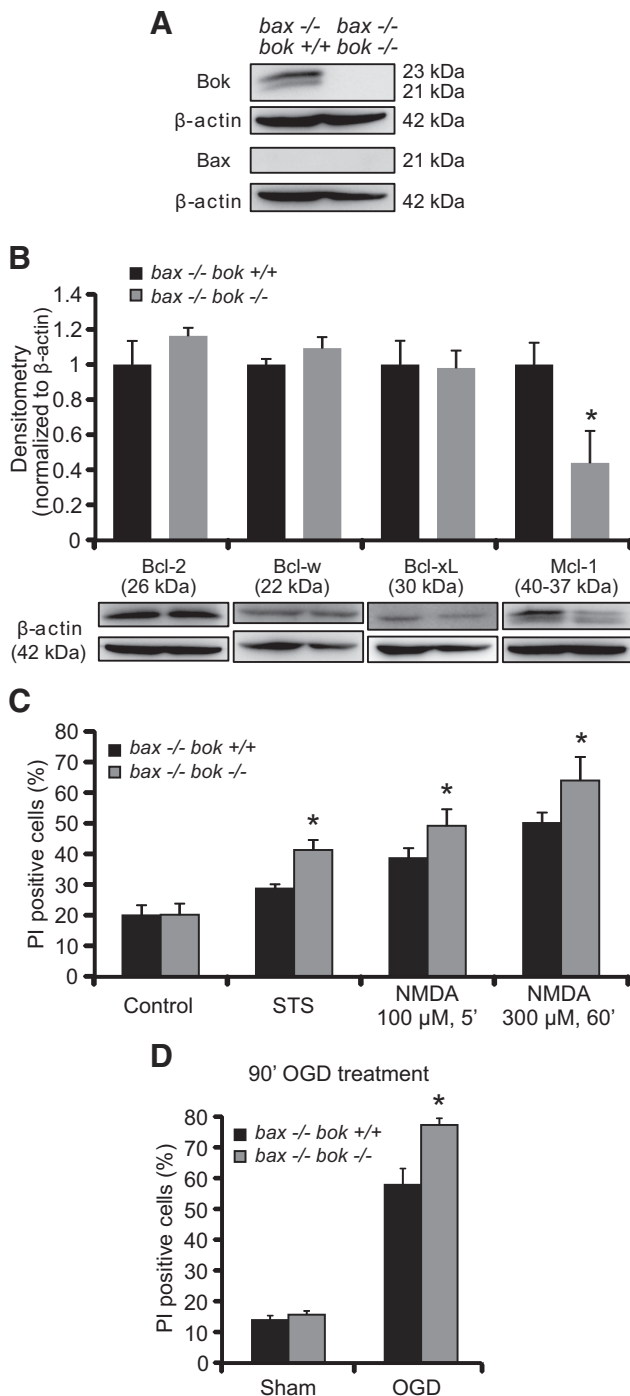 A
bax -/- bax -/-
bok +/+ bok -/-
Bok
23 kDa
21 kDa
β-actin
42 kDa
Bax
21 kDa
β-actin
42 kDa
B
bax -/- bok +/+
bax -/- bok -/-
Densitometry
(normalized to β-actin)
1.4
1.2
1
0.8
0.6
0.4
0.2
0
*
Bcl-2 Bcl-w Bcl-xL Mcl-1
(26 kDa) (22 kDa) (30 kDa) (40-37 kDa)
β-actin
(42 kDa)
C
bax -/- bok +/+
bax -/- bok -/-
PI positive cells (%)
80
70
60
50
40
30
20
10
0
* * *
Control STS NMDA NMDA
100 µM, 5' 300 µM, 60'
D
90' OGD treatment
bax -/- bok +/+
bax -/- bok -/-
PI positive cells (%)
80
70
60
50
40
30
20
10
0
*
Sham OGD